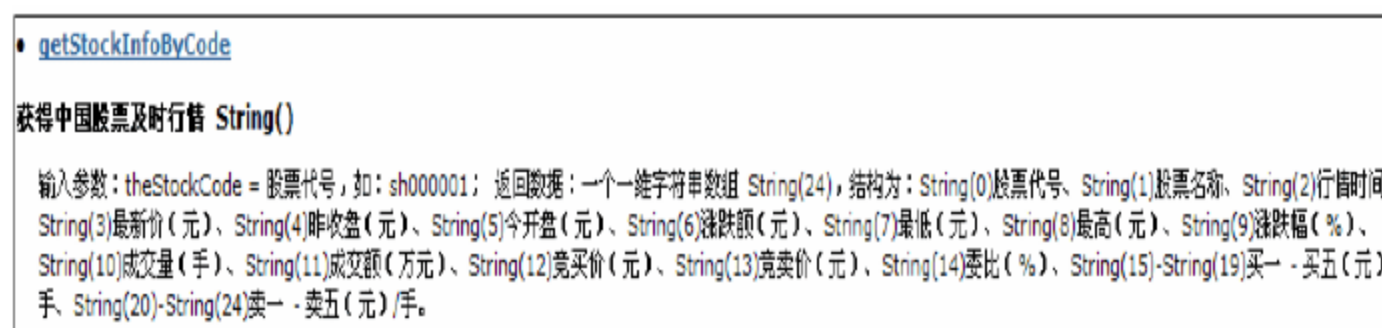 getStockInfoByCode
获得中国股票及时行情 String()
输入参数：theStockCode = 股票代号，如：sh000001； 返回数据：一个一维字符串数组 String(24)，结构为：String(0)股票代号、String(1)股票名称、String(2)行情时间
String(3)最新价(元)、String(4)昨收盘(元)、String(5)今开盘(元)、String(6)涨跌额(元)、String(7)最低(元)、String(8)最高(元)、String(9)涨跌幅(%)、
String(10)成交量(手)、String(11)成交额(万元)、String(12)竞买价(元)、String(13)竞卖价(元)、String(14)委比(%)、String(15)-String(19)买一 - 买五(元)
手、String(20)-String(24)卖一 - 卖五(元)/手。